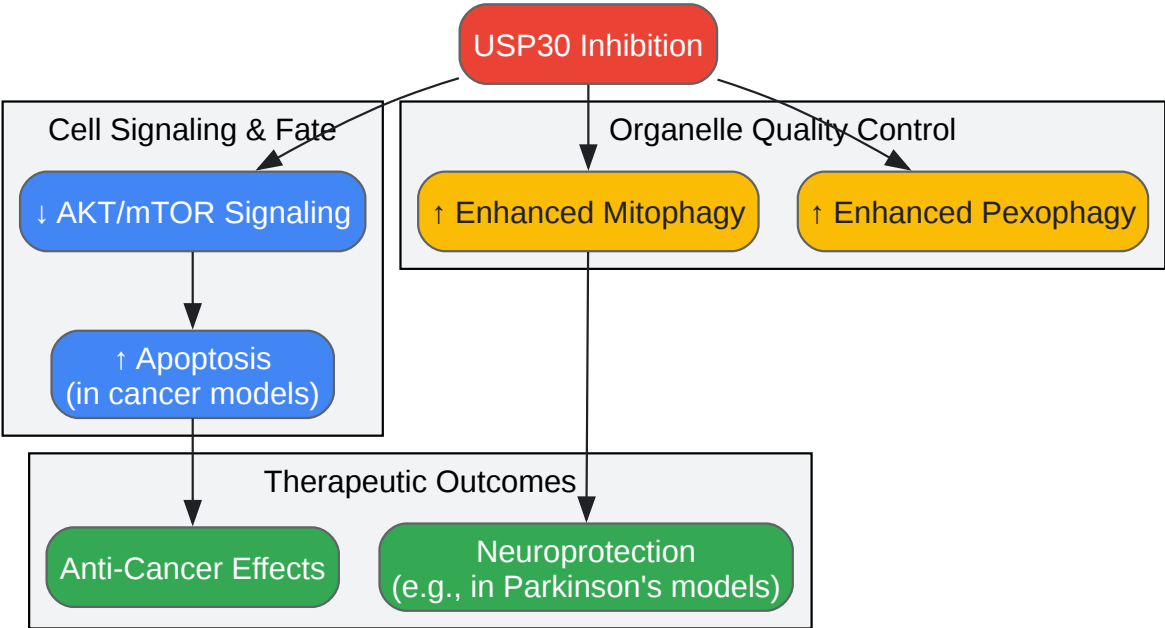 USP30 Inhibition
Cell Signaling & Fate
Organelle Quality Control
↓ AKT/mTOR Signaling
↑ Enhanced Mitophagy
↑ Enhanced Pexophagy
↑ Apoptosis
(in cancer models)
Therapeutic Outcomes
Anti-Cancer Effects
Neuroprotection
(e.g., in Parkinson's models)